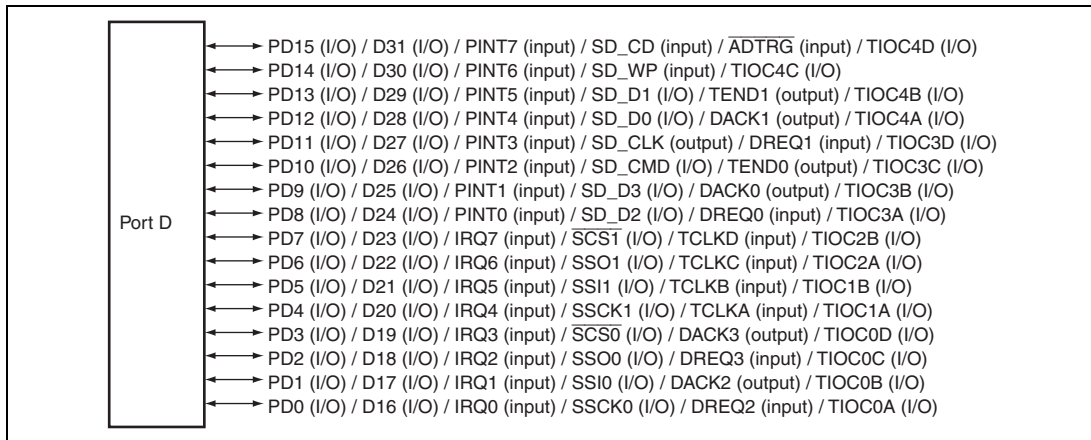 Port D
PD15 (I/O) / D31 (I/O) / PINT7 (input) / SD_CD (input) / A̅D̅T̅R̅G̅ (input) / TIOC4D (I/O)
PD14 (I/O) / D30 (I/O) / PINT6 (input) / SD_WP (input) / TIOC4C (I/O)
PD13 (I/O) / D29 (I/O) / PINT5 (input) / SD_D1 (I/O) / TEND1 (output) / TIOC4B (I/O)
PD12 (I/O) / D28 (I/O) / PINT4 (input) / SD_D0 (I/O) / DACK1 (output) / TIOC4A (I/O)
PD11 (I/O) / D27 (I/O) / PINT3 (input) / SD_CLK (output) / DREQ1 (input) / TIOC3D (I/O)
PD10 (I/O) / D26 (I/O) / PINT2 (input) / SD_CMD (I/O) / TEND0 (output) / TIOC3C (I/O)
PD9 (I/O) / D25 (I/O) / PINT1 (input) / SD_D3 (I/O) / DACK0 (output) / TIOC3B (I/O)
PD8 (I/O) / D24 (I/O) / PINT0 (input) / SD_D2 (I/O) / DREQ0 (input) / TIOC3A (I/O)
PD7 (I/O) / D23 (I/O) / IRQ7 (input) / S̅C̅S̅1̅ (I/O) / TCLKD (input) / TIOC2B (I/O)
PD6 (I/O) / D22 (I/O) / IRQ6 (input) / SSO1 (I/O) / TCLKC (input) / TIOC2A (I/O)
PD5 (I/O) / D21 (I/O) / IRQ5 (input) / SSI1 (I/O) / TCLKB (input) / TIOC1B (I/O)
PD4 (I/O) / D20 (I/O) / IRQ4 (input) / SSCK1 (I/O) / TCLKA (input) / TIOC1A (I/O)
PD3 (I/O) / D19 (I/O) / IRQ3 (input) / S̅C̅S̅0̅ (I/O) / DACK3 (output) / TIOC0D (I/O)
PD2 (I/O) / D18 (I/O) / IRQ2 (input) / SSO0 (I/O) / DREQ3 (input) / TIOC0C (I/O)
PD1 (I/O) / D17 (I/O) / IRQ1 (input) / SSI0 (I/O) / DACK2 (output) / TIOC0B (I/O)
PD0 (I/O) / D16 (I/O) / IRQ0 (input) / SSCK0 (I/O) / DREQ2 (input) / TIOC0A (I/O)